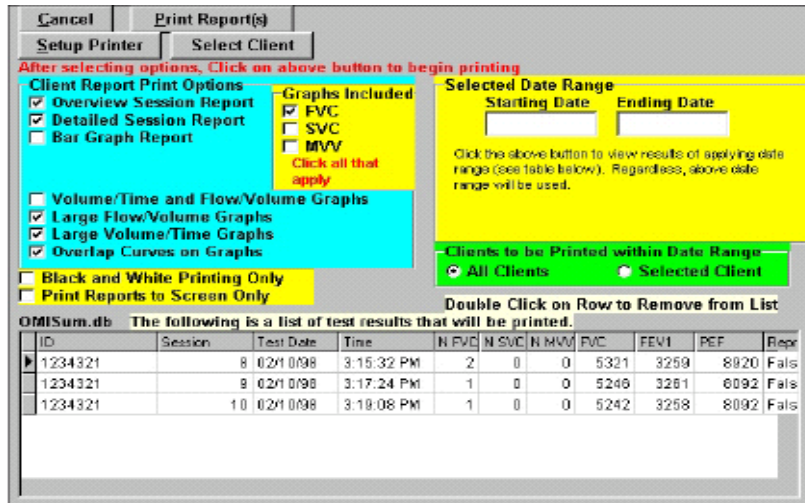 Cancel Print Report(s)
Setup Printer Select Client
After selecting options, Click on above button to begin printing
Client Report Print Options
Overview Session Report
Detailed Session Report
Bar Graph Report
Graphs Included
FVC
SVC
MVV
Click all that
apply
Volume/Time and Flow/Volume Graphs
Large Flow/Volume Graphs
Large Volume/Time Graphs
Overlap Curves on Graphs
Black and White Printing Only
Print Reports to Screen Only
Selected Date Range
Starting Date Ending Date
Click the above button to view results of applying date
range (see table below). Regardless, above date
range will be used.
Clients to be Printed within Date Range
All Clients Selected Client
Double Click on Row to Remove from List
OMISum.db The following is a list of test results that will be printed.
ID Session Test Date Time N FVC N SVC N MVV FVC FEV1 PEF Repr
1234321 8 02/10/98 3:15:32 PM 2 0 0 5321 3259 8920 Fals
1234321 9 02/10/98 3:17:24 PM 1 0 0 5246 3261 8092 Fals
1234321 10 02/10/98 3:19:08 PM 1 0 0 5242 3258 8092 Fals